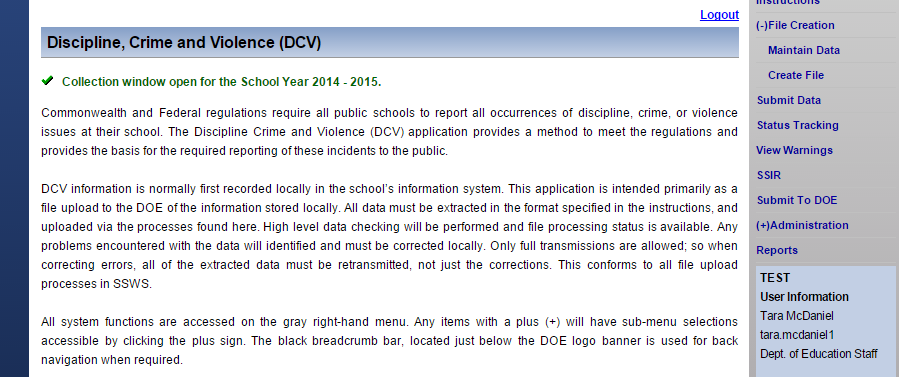 Logout
Discipline, Crime and Violence (DCV)
Collection window open for the School Year 2014 - 2015.
Commonwealth and Federal regulations require all public schools to report all occurrences of discipline, crime, or violence
issues at their school. The Discipline Crime and Violence (DCV) application provides a method to meet the regulations and
provides the basis for the required reporting of these incidents to the public.
DCV information is normally first recorded locally in the school's information system. This application is intended primarily as a
file upload to the DOE of the information stored locally. All data must be extracted in the format specified in the instructions, and
uploaded via the processes found here. High level data checking will be performed and file processing status is available. Any
problems encountered with the data will identified and must be corrected locally. Only full transmissions are allowed; so when
correcting errors, all of the extracted data must be retransmitted, not just the corrections. This conforms to all file upload
processes in SSWS.
All system functions are accessed on the gray right-hand menu. Any items with a plus (+) will have sub-menu selections
accessible by clicking the plus sign. The black breadcrumb bar, located just below the DOE logo banner is used for back
navigation when required.
Instructions
(-)File Creation
Maintain Data
Create File
Submit Data
Status Tracking
View Warnings
SSIR
Submit To DOE
(+)Administration
Reports
TEST
User Information
Tara McDaniel
tara.mcdaniel1
Dept. of Education Staff